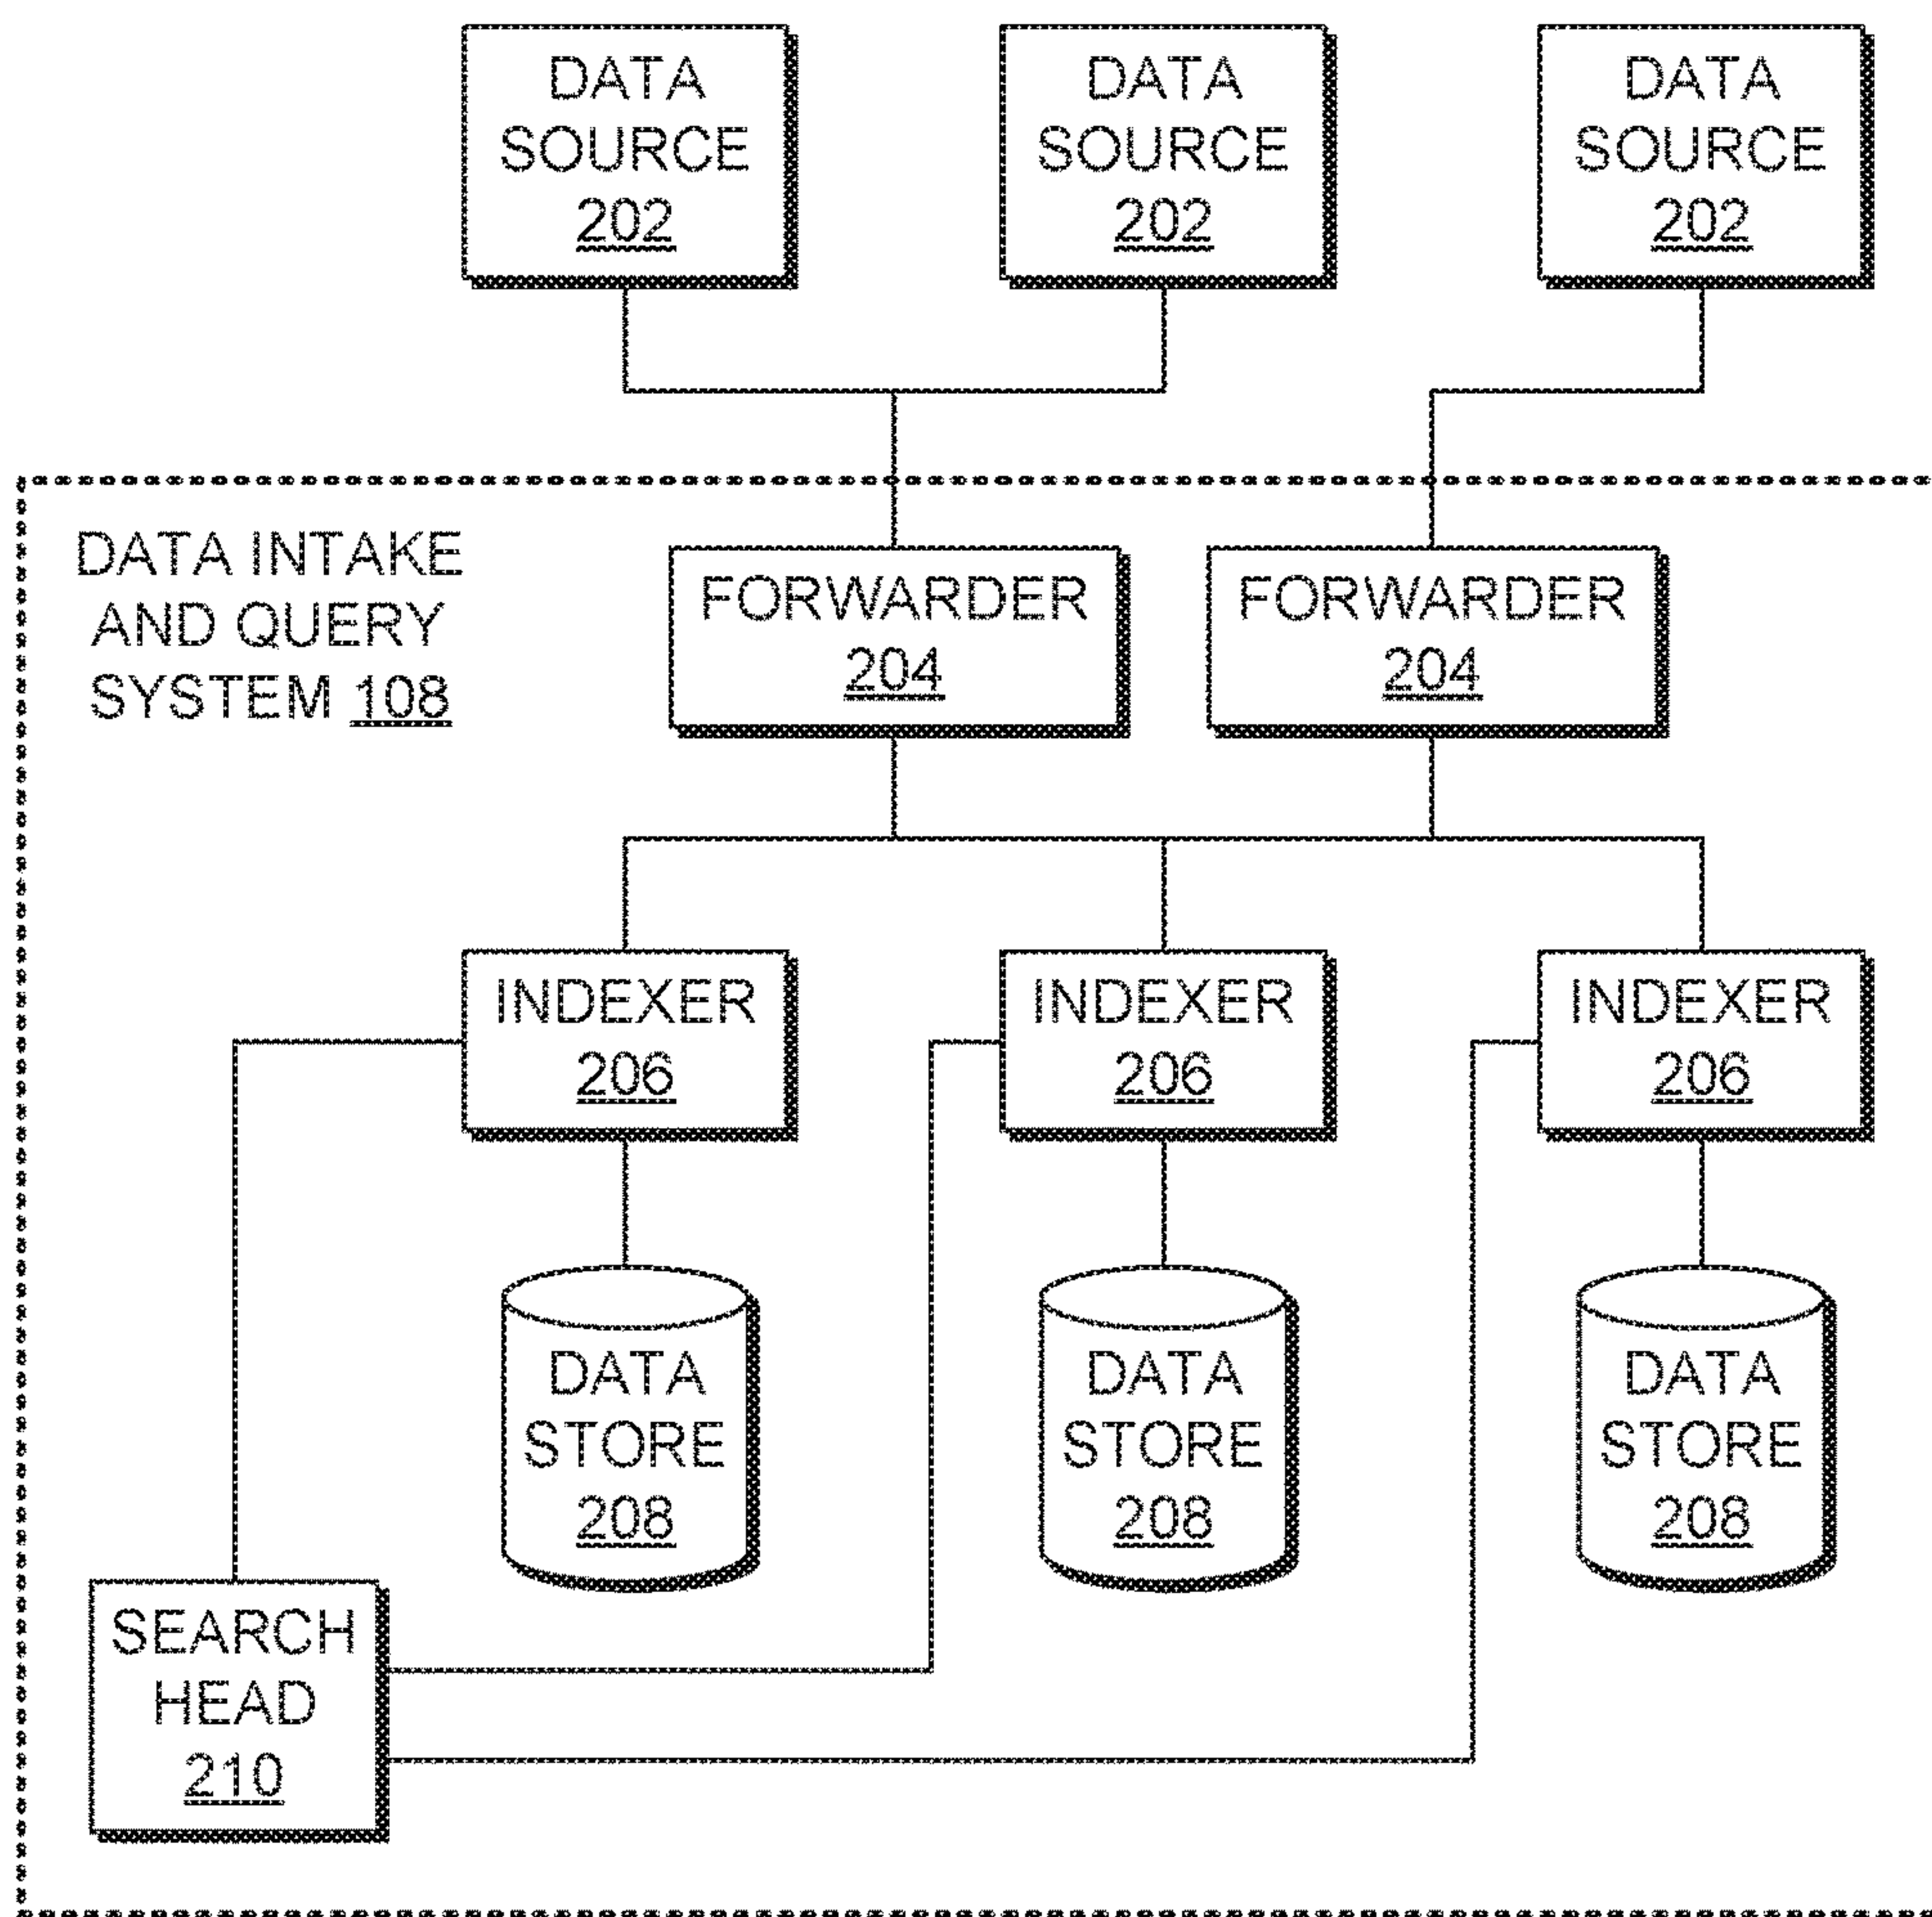 DATA
SOURCE
202
DATA
SOURCE
202
DATA
SOURCE
202
DATA INTAKE
AND QUERY
SYSTEM 108
FORWARDER
204
FORWARDER
204
INDEXER
206
INDEXER
206
INDEXER
206
DATA
STORE
208
DATA
STORE
208
DATA
STORE
208
SEARCH
HEAD
210